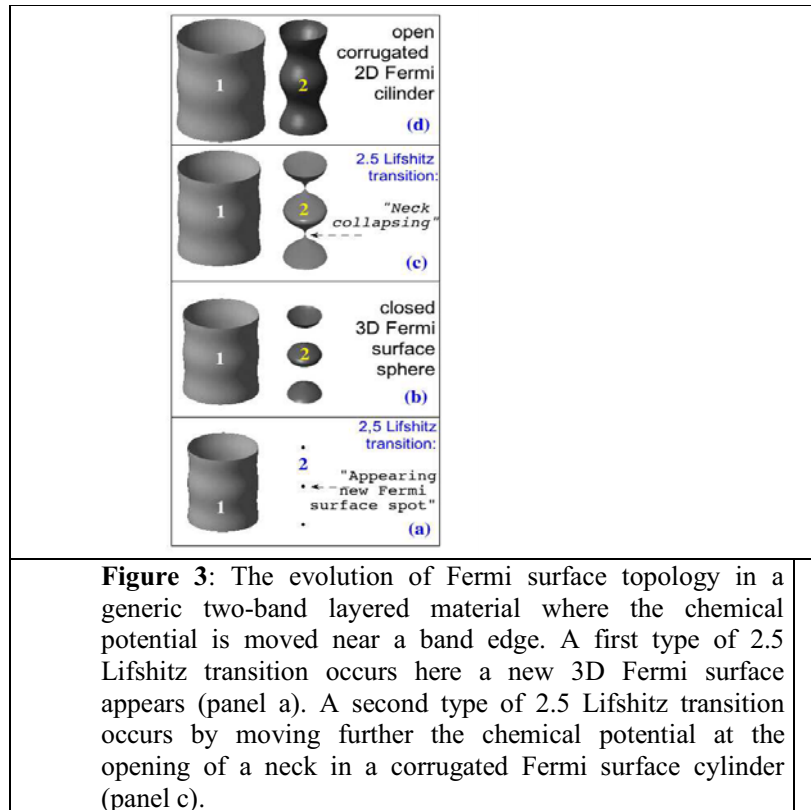 open
corrugated
2D Fermi
cilinder
1
2
(d)
2.5 Lifshitz
transition:
1
2
"Neck
collapsing"
(c)
closed
3D Fermi
surface
sphere
1
2
(b)
2,5 Lifshitz
transition:
2
"Appearing
new Fermi
surface spot"
1
(a)
Figure 3: The evolution of Fermi surface topology in a
generic two-band layered material where the chemical
potential is moved near a band edge. A first type of 2.5
Lifshitz transition occurs here a new 3D Fermi surface
appears (panel a). A second type of 2.5 Lifshitz transition
occurs by moving further the chemical potential at the
opening of a neck in a corrugated Fermi surface cylinder
(panel c).